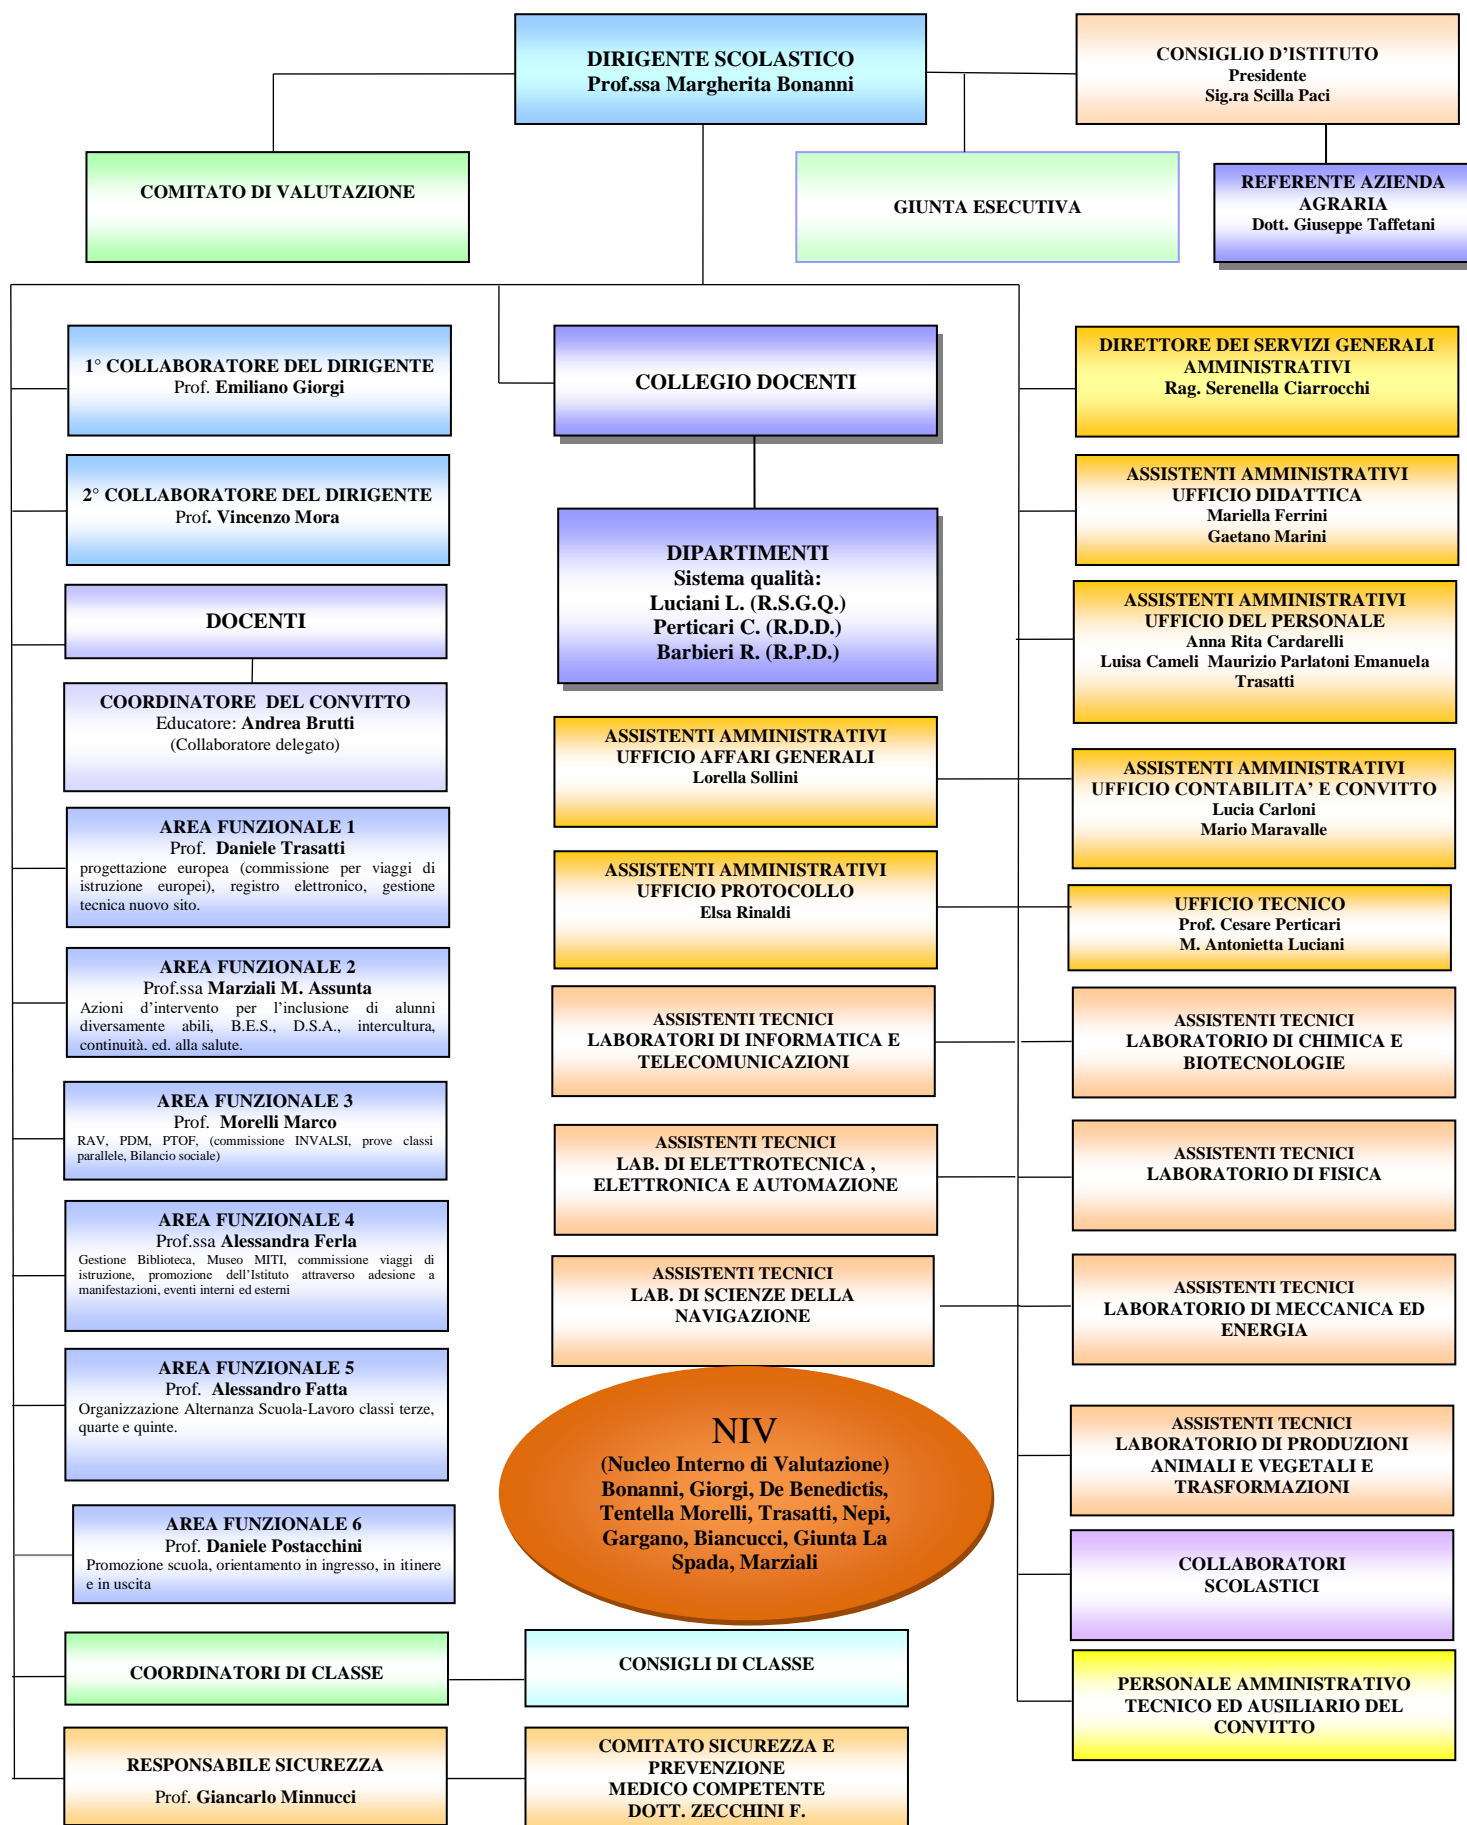 DIRIGENTE SCOLASTICO
Prof.ssa Margherita Bonanni
CONSIGLIO D'ISTITUTO
Presidente
Sig.ra Scilla Paci
COMITATO DI VALUTAZIONE
GIUNTA ESECUTIVA
REFERENTE AZIENDA
AGRARIA
Dott. Giuseppe Taffetani
1° COLLABORATORE DEL DIRIGENTE
Prof. Emiliano Giorgi
2° COLLABORATORE DEL DIRIGENTE
Prof. Vincenzo Mora
DOCENTI
COORDINATORE DEL CONVITTO
Educatore: Andrea Brutti
(Collaboratore delegato)
AREA FUNZIONALE 1
Prof. Daniele Trasatti
progettazione europea (commissione per viaggi di
istruzione europei), registro elettronico, gestione
tecnica nuovo sito.
AREA FUNZIONALE 2
Prof.ssa Marziali M. Assunta
Azioni d'intervento per l'inclusione di alunni
diversamente abili, B.E.S., D.S.A., intercultura,
continuità. ed. alla salute.
AREA FUNZIONALE 3
Prof. Morelli Marco
RAV, PDM, PTOF, (commissione INVALSI, prove classi
parallele, Bilancio sociale)
AREA FUNZIONALE 4
Prof.ssa Alessandra Ferla
Gestione Biblioteca, Museo MITI, commissione viaggi di
istruzione, promozione dell'Istituto attraverso adesione a
manifestazioni, eventi interni ed esterni
AREA FUNZIONALE 5
Prof. Alessandro Fatta
Organizzazione Alternanza Scuola-Lavoro classi terze,
quarte e quinte.
AREA FUNZIONALE 6
Prof. Daniele Postacchini
Promozione scuola, orientamento in ingresso, in itinere
e in uscita
COORDINATORI DI CLASSE
RESPONSABILE SICUREZZA
Prof. Giancarlo Minnucci
COLLEGIO DOCENTI
DIPARTIMENTI
Sistema qualità:
Luciani L. (R.S.G.Q.)
Perticari C. (R.D.D.)
Barbieri R. (R.P.D.)
ASSISTENTI AMMINISTRATIVI
UFFICIO AFFARI GENERALI
Lorella Sollini
ASSISTENTI AMMINISTRATIVI
UFFICIO PROTOCOLLO
Elsa Rinaldi
ASSISTENTI TECNICI
LABORATORI DI INFORMATICA E
TELECOMUNICAZIONI
ASSISTENTI TECNICI
LAB. DI ELETTROTECNICA ,
ELETTRONICA E AUTOMAZIONE
ASSISTENTI TECNICI
LAB. DI SCIENZE DELLA
NAVIGAZIONE
NIV
(Nucleo Interno di Valutazione)
Bonanni, Giorgi, De Benedictis,
Tentella Morelli, Trasatti, Nepi,
Gargano, Biancucci, Giunta La
Spada, Marziali
CONSIGLI DI CLASSE
COMITATO SICUREZZA E
PREVENZIONE
MEDICO COMPETENTE
DOTT. ZECCHINI F.
DIRETTORE DEI SERVIZI GENERALI
AMMINISTRATIVI
Rag. Serenella Ciarrocchi
ASSISTENTI AMMINISTRATIVI
UFFICIO DIDATTICA
Mariella Ferrini
Gaetano Marini
ASSISTENTI AMMINISTRATIVI
UFFICIO DEL PERSONALE
Anna Rita Cardarelli
Luisa Cameli Maurizio Parlatoni Emanuela
Trasatti
ASSISTENTI AMMINISTRATIVI
UFFICIO CONTABILITA' E CONVITTO
Lucia Carloni
Mario Maravalle
UFFICIO TECNICO
Prof. Cesare Perticari
M. Antonietta Luciani
ASSISTENTI TECNICI
LABORATORIO DI CHIMICA E
BIOTECNOLOGIE
ASSISTENTI TECNICI
LABORATORIO DI FISICA
ASSISTENTI TECNICI
LABORATORIO DI MECCANICA ED
ENERGIA
ASSISTENTI TECNICI
LABORATORIO DI PRODUZIONI
ANIMALI E VEGETALI E
TRASFORMAZIONI
COLLABORATORI
SCOLASTICI
PERSONALE AMMINISTRATIVO
TECNICO ED AUSILIARIO DEL
CONVITTO